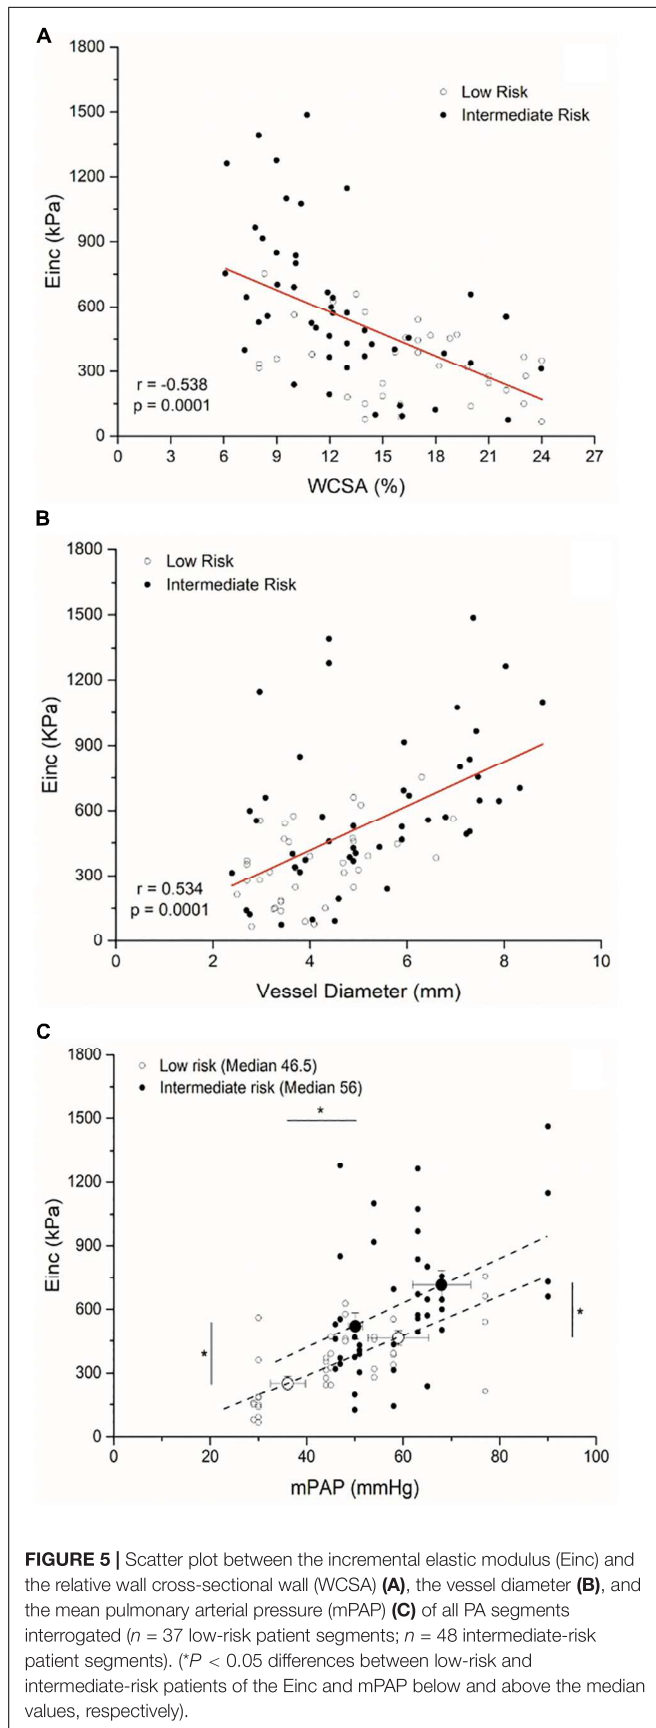 A
1800
1500
1200
900
600
300
0
Einc (kPa)
Low Risk
Intermediate Risk
r = -0.538
p = 0.0001
0 3 6 9 12 15 18 21 24 27
WCSA (%)
B
1800
1500
1200
900
600
300
0
Einc (KPa)
Low Risk
Intermediate Risk
r = 0.534
p = 0.0001
0 2 4 6 8 10
Vessel Diameter (mm)
C
1800
1500
1200
900
600
300
0
Einc (kPa)
Low risk (Median 46.5)
Intermediate risk (Median 56)
*
*
*
0 20 40 60 80 100
mPAP (mmHg)
FIGURE 5 | Scatter plot between the incremental elastic modulus (Einc) and
the relative wall cross-sectional wall (WCSA) (A), the vessel diameter (B), and
the mean pulmonary arterial pressure (mPAP) (C) of all PA segments
interrogated (n = 37 low-risk patient segments; n = 48 intermediate-risk
patient segments). (*P < 0.05 differences between low-risk and
intermediate-risk patients of the Einc and mPAP below and above the median
values, respectively).